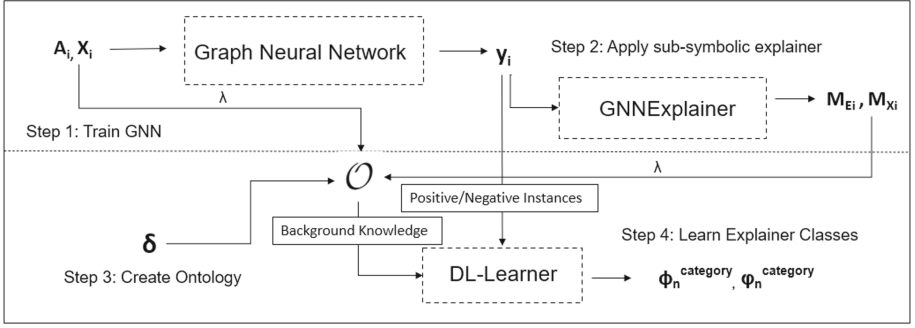 A_i, X_i
Graph Neural Network
y_i
Step 2: Apply sub-symbolic explainer
GNNExplainer
M_Ei , M_Xi
λ
Step 1: Train GNN
λ
𝒪
Positive/Negative Instances
Background Knowledge
Step 4: Learn Explainer Classes
δ
DL-Learner
Step 3: Create Ontology
ϕ_n^category, φ_n^category